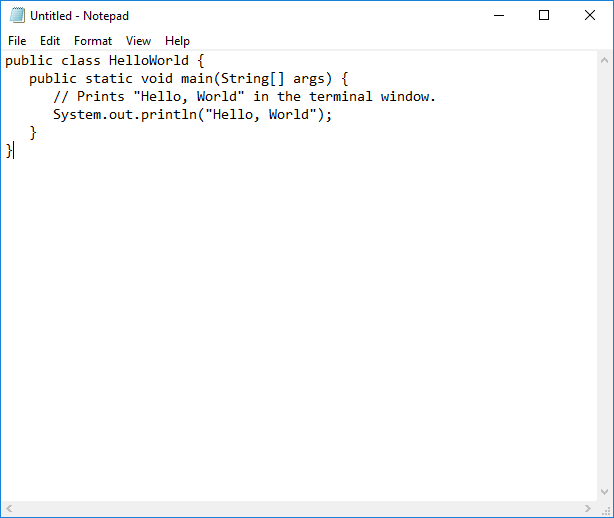 Untitled - Notepad
File Edit Format View Help
public class HelloWorld {
   public static void main(String[] args) {
      // Prints "Hello, World" in the terminal window.
      System.out.println("Hello, World");
   }
}